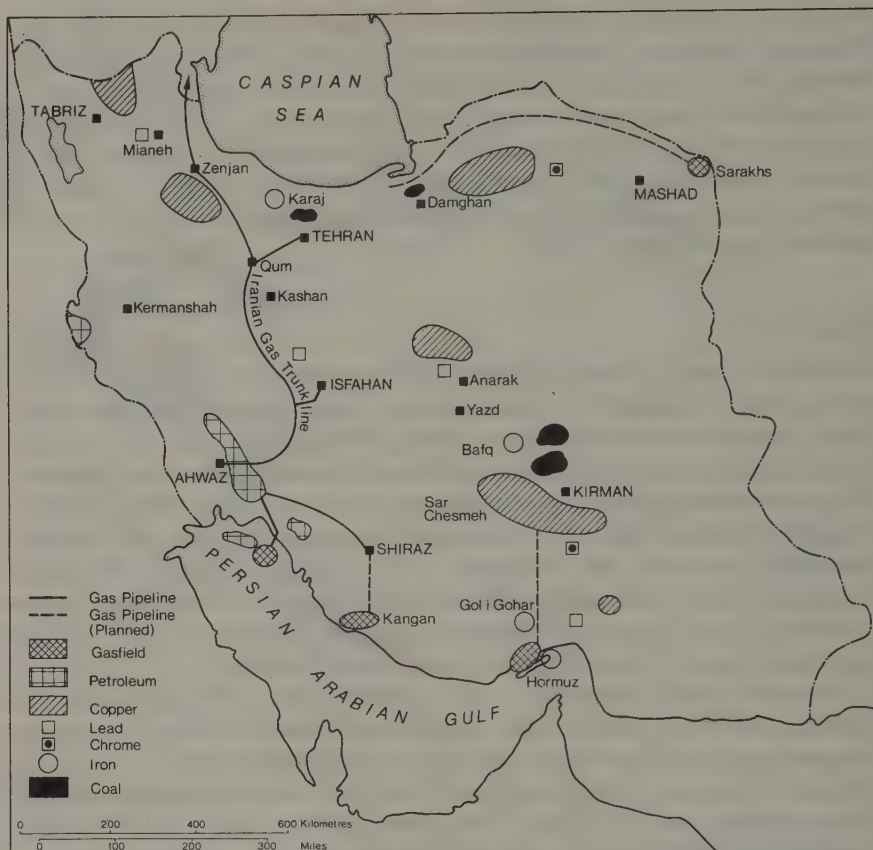 CASPIAN
SEA
TABRIZ
Mianeh
Zenjan
Sarakhs
Karaj
Damghan
MASHAD
TEHRAN
Qum
Kashan
Kermanshah
Iranian Gas Trunk line
ISFAHAN
Anarak
Yazd
Bafq
AHWAZ
KIRMAN
Sar
Chesmeh
SHIRAZ
PERSIAN
ARABIAN GULF
Kangan
Gol i Gohar
Hormuz
Gas Pipeline
Gas Pipeline
(Planned)
Gasfield
Petroleum
Copper
Lead
Chrome
Iron
Coal
0 200 400 600 Kilometres
0 100 200 300 Miles